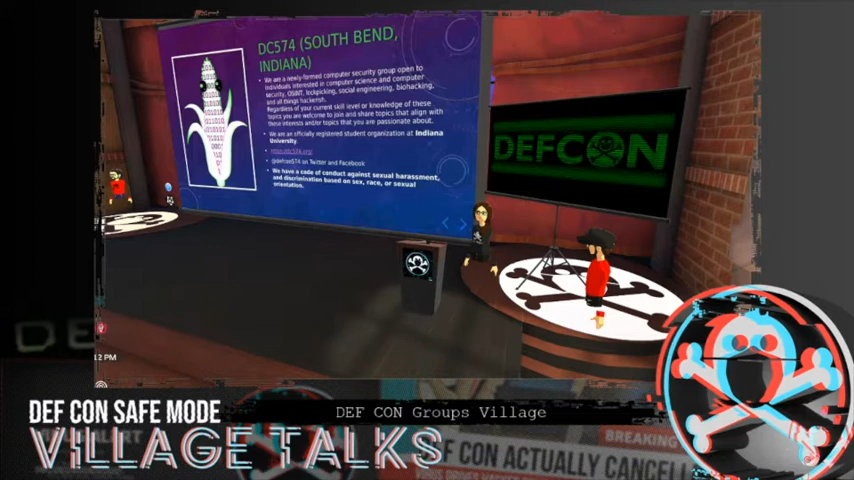 DC574 (SOUTH BEND,
INDIANA)
We are a newly-formed computer security group open to
individuals interested in computer science and computer
security, OSINT, lockpicking, social engineering, biohacking,
and all things hackerish.
Regardless of your current skill level or knowledge of these
topics you are welcome to join and share topics that align with
these interests and/or topics that you are passionate about.
We are an officially registered student organization at Indiana
University.
https://dc574.org
@defcon574 on Twitter and Facebook
We have a code of conduct against sexual harassment,
and discrimination based on sex, race, or sexual
orientation.
DEFCON
12 PM
DEF CON SAFE MODE
VILLAGE TALKS
DEF CON Groups Village
BREAKING
DEF CON ACTUALLY CANCELL